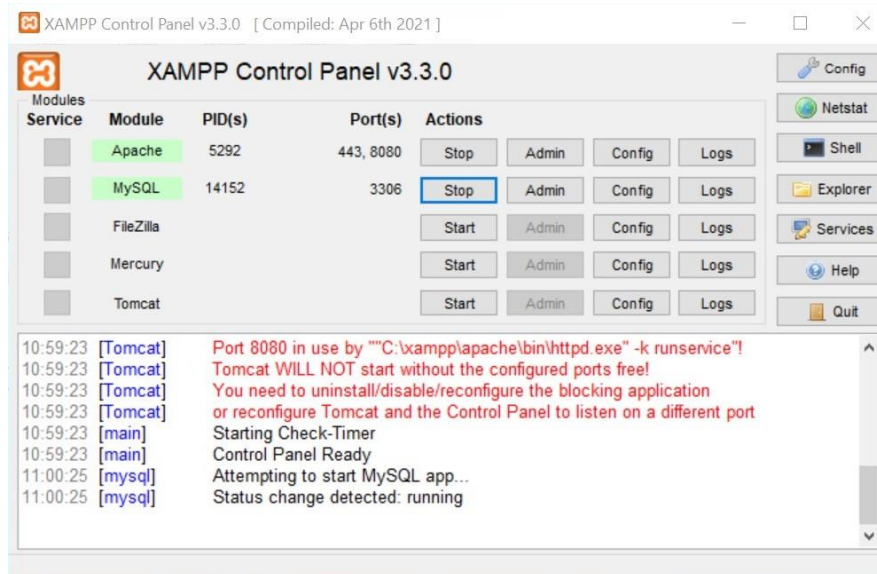 XAMPP Control Panel v3.3.0 [ Compiled: Apr 6th 2021 ]
XAMPP Control Panel v3.3.0
Config
Modules
Service Module PID(s) Port(s) Actions
Netstat
Apache 5292 443, 8080 Stop Admin Config Logs
Shell
MySQL 14152 3306 Stop Admin Config Logs
Explorer
FileZilla Start Admin Config Logs
Services
Mercury Start Admin Config Logs
Help
Tomcat Start Admin Config Logs
Quit
10:59:23 [Tomcat] Port 8080 in use by ""C:\xampp\apache\bin\httpd.exe" -k runservice"!
10:59:23 [Tomcat] Tomcat WILL NOT start without the configured ports free!
10:59:23 [Tomcat] You need to uninstall/disable/reconfigure the blocking application
10:59:23 [Tomcat] or reconfigure Tomcat and the Control Panel to listen on a different port
10:59:23 [main] Starting Check-Timer
10:59:23 [main] Control Panel Ready
11:00:25 [mysql] Attempting to start MySQL app...
11:00:25 [mysql] Status change detected: running